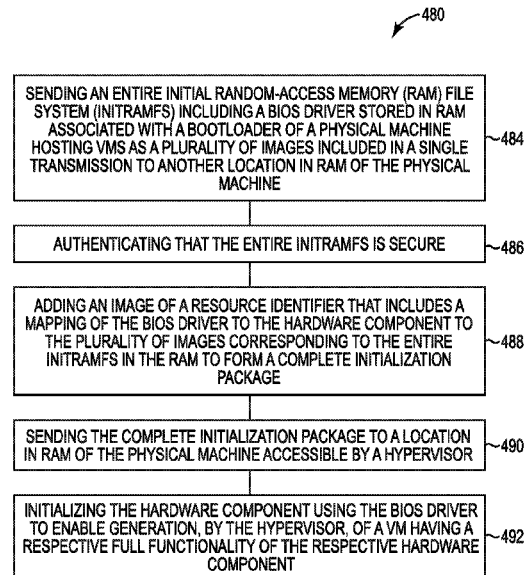 480
SENDING AN ENTIRE INITIAL RANDOM-ACCESS MEMORY (RAM) FILE
SYSTEM (INITRAMFS) INCLUDING A BIOS DRIVER STORED IN RAM
ASSOCIATED WITH A BOOTLOADER OF A PHYSICAL MACHINE
HOSTING VMS AS A PLURALITY OF IMAGES INCLUDED IN A SINGLE
TRANSMISSION TO ANOTHER LOCATION IN RAM OF THE PHYSICAL
MACHINE
484
AUTHENTICATING THAT THE ENTIRE INITRAMFS IS SECURE
486
ADDING AN IMAGE OF A RESOURCE IDENTIFIER THAT INCLUDES A
MAPPING OF THE BIOS DRIVER TO THE HARDWARE COMPONENT TO
THE PLURALITY OF IMAGES CORRESPONDING TO THE ENTIRE
INITRAMFS IN THE RAM TO FORM A COMPLETE INITIALIZATION
PACKAGE
488
SENDING THE COMPLETE INITIALIZATION PACKAGE TO A LOCATION
IN RAM OF THE PHYSICAL MACHINE ACCESSIBLE BY A HYPERVISOR
490
INITIALIZING THE HARDWARE COMPONENT USING THE BIOS DRIVER
TO ENABLE GENERATION, BY THE HYPERVISOR, OF A VM HAVING A
RESPECTIVE FULL FUNCTIONALITY OF THE RESPECTIVE HARDWARE
COMPONENT
492